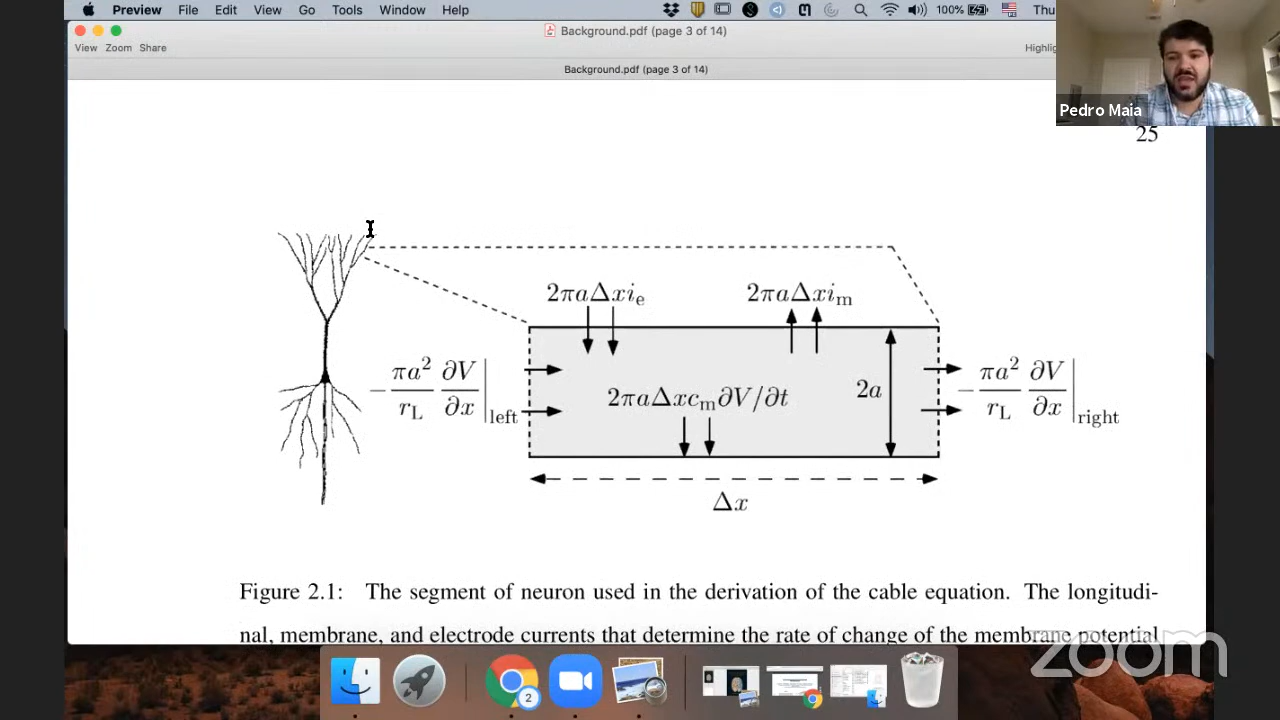 Preview File Edit View Go Tools Window Help 100% Thu
Background.pdf (page 3 of 14)
View Zoom Share
Background.pdf (page 3 of 14)
Pedro Maia
25
2πaΔxi_e
2πaΔxi_m
−πa²/r_L ∂V/∂x|left
2πaΔxc_m∂V/∂t
2a
−πa²/r_L ∂V/∂x|right
Δx
Figure 2.1: The segment of neuron used in the derivation of the cable equation. The longitudi-
nal, membrane, and electrode currents that determine the rate of change of the membrane potential
zoom
2